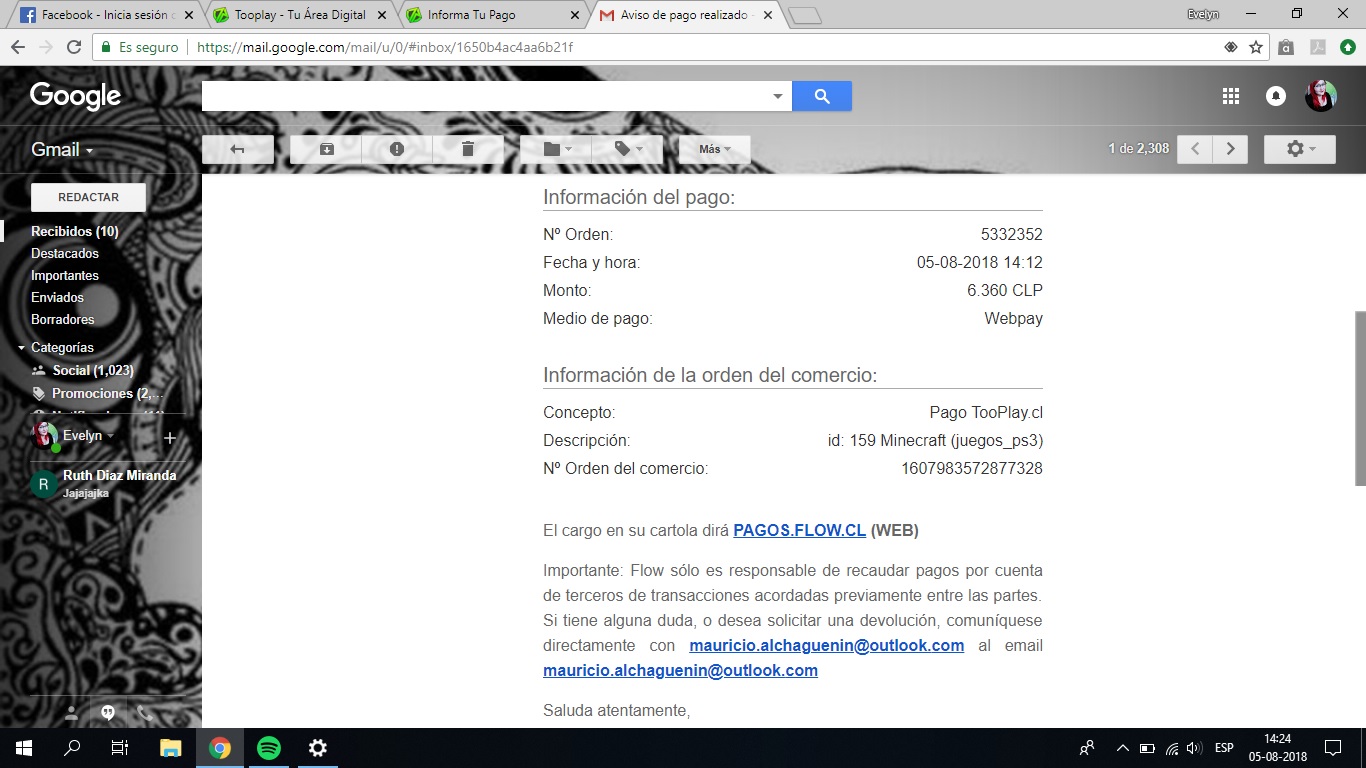 Facebook - Inicia sesión
Tooplay - Tu Área Digital
Informa Tu Pago
Aviso de pago realizado -
Evelyn
Es seguro
https://mail.google.com/mail/u/0/#inbox/1650b4ac4aa6b21f
Google
Gmail
Más
1 de 2,308
REDACTAR
Recibidos (10)
Destacados
Importantes
Enviados
Borradores
Categorías
Social (1,023)
Promociones (2,...
Evelyn
R
Ruth Diaz Miranda
Jajajajka
Información del pago:
Nº Orden: 5332352
Fecha y hora: 05-08-2018 14:12
Monto: 6.360 CLP
Medio de pago: Webpay
Información de la orden del comercio:
Concepto: Pago TooPlay.cl
Descripción: id: 159 Minecraft (juegos_ps3)
Nº Orden del comercio: 1607983572877328
El cargo en su cartola dirá PAGOS.FLOW.CL (WEB)
Importante: Flow sólo es responsable de recaudar pagos por cuenta
de terceros de transacciones acordadas previamente entre las partes.
Si tiene alguna duda, o desea solicitar una devolución, comuníquese
directamente con mauricio.alchaguenin@outlook.com al email
mauricio.alchaguenin@outlook.com
Saluda atentamente,
ESP
14:24
05-08-2018